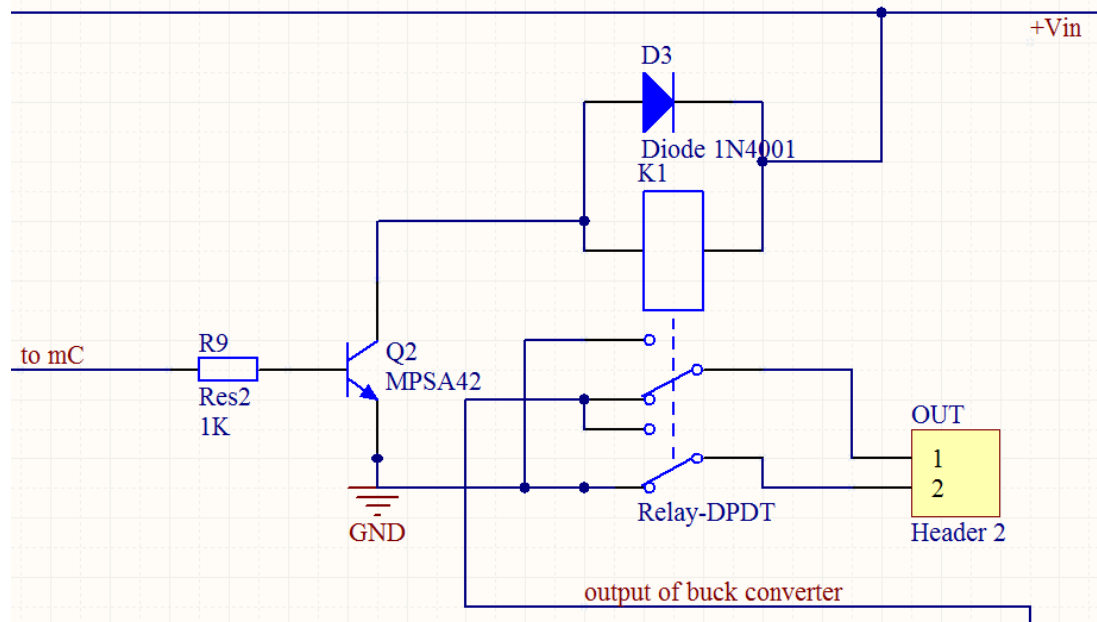 +Vin
D3
Diode 1N4001
K1
to mC
R9
Res2
1K
Q2
MPSA42
GND
Relay-DPDT
OUT
1
2
Header 2
output of buck converter